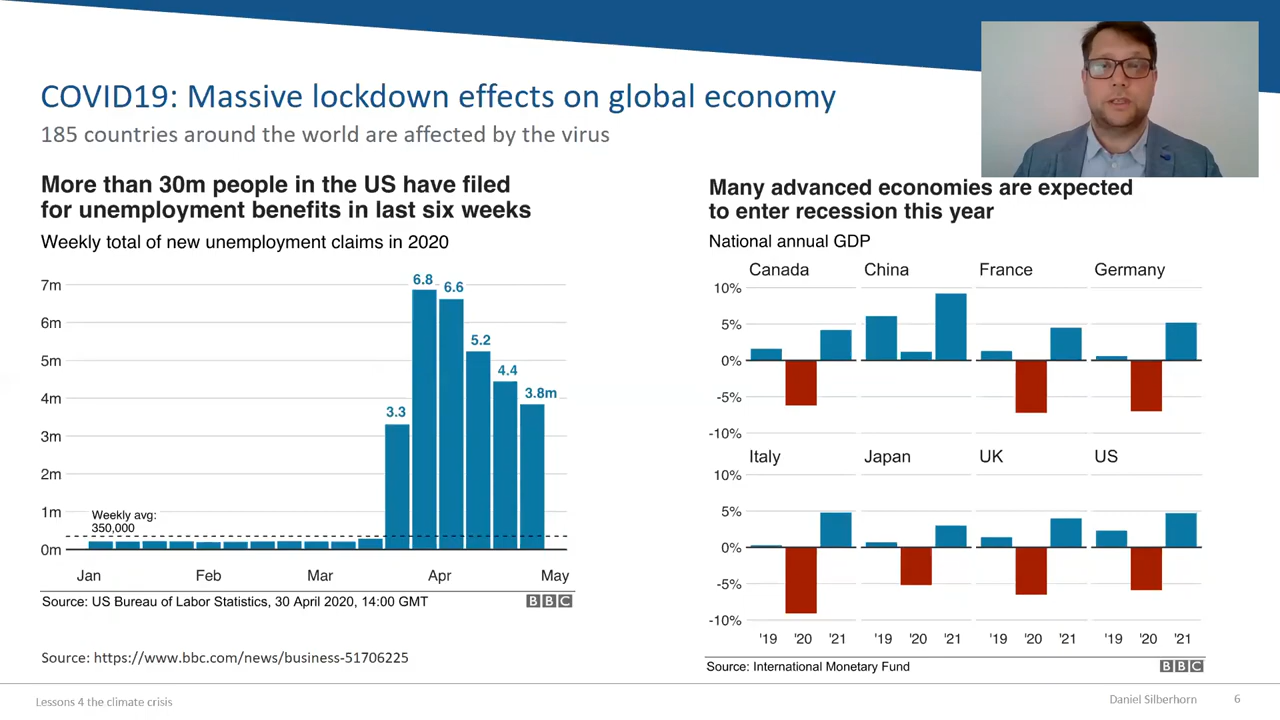 COVID19: Massive lockdown effects on global economy
185 countries around the world are affected by the virus
More than 30m people in the US have filed
for unemployment benefits in last six weeks
Weekly total of new unemployment claims in 2020
7m
6m
5m
4m
3m
2m
1m
0m
6.8
6.6
5.2
4.4
3.8m
3.3
Weekly avg:
350,000
Jan Feb Mar Apr May
Source: US Bureau of Labor Statistics, 30 April 2020, 14:00 GMT
BBC
Source: https://www.bbc.com/news/business-51706225
Many advanced economies are expected
to enter recession this year
National annual GDP
Canada China France Germany
10%
5%
0%
-5%
-10%
Italy Japan UK US
10%
5%
0%
-5%
-10%
'19 '20 '21 '19 '20 '21 '19 '20 '21 '19 '20 '21
Source: International Monetary Fund
BBC
Lessons 4 the climate crisis
Daniel Silberhorn 6